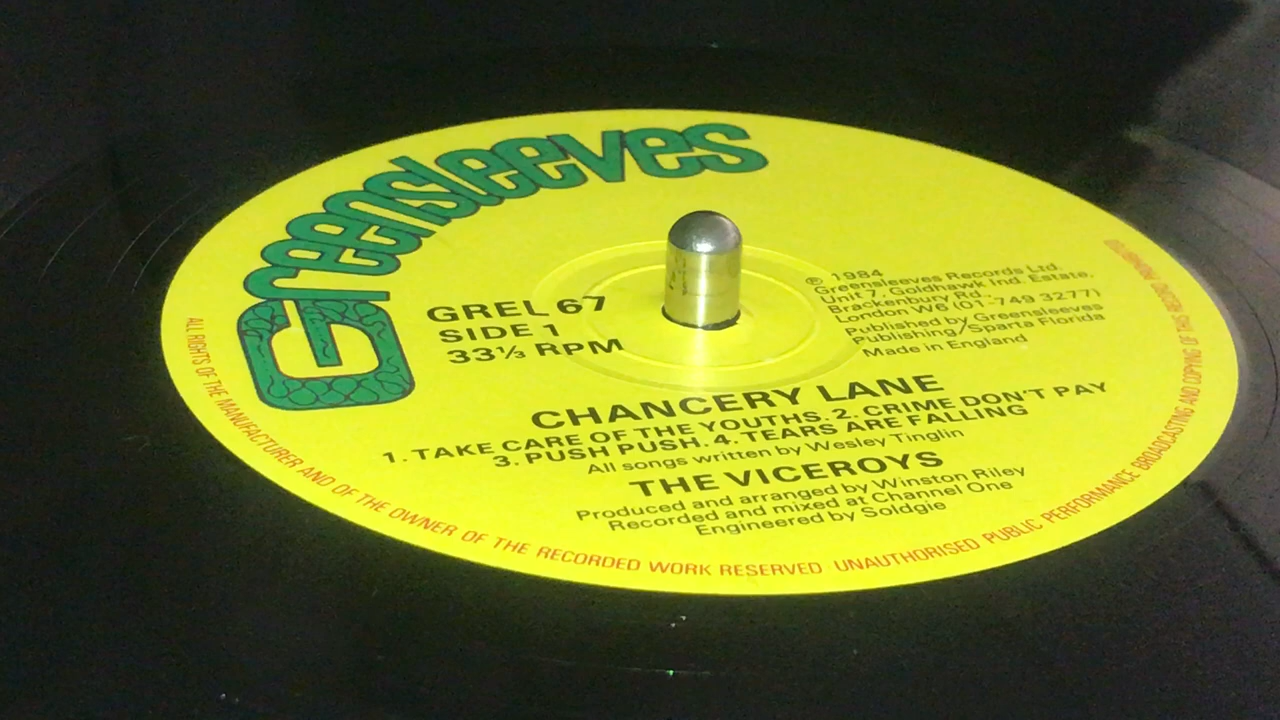 Greensleeves
GREL 67
SIDE 1
33⅓ RPM
℗ 1984
Greensleeves Records Ltd.
Unit 7, Goldhawk Ind. Estate,
Brackenbury Rd.
London W6 (01-749 3277)
Published by Greensleeves
Publishing/Sparta Florida
Made in England
CHANCERY LANE
1. TAKE CARE OF THE YOUTHS. 2. CRIME DON'T PAY
3. PUSH PUSH. 4. TEARS ARE FALLING
All songs written by Wesley Tinglin
THE VICEROYS
Produced and arranged by Winston Riley
Recorded and mixed at Channel One
Engineered by Soldgie
ALL RIGHTS OF THE MANUFACTURER AND OF THE OWNER OF THE RECORDED WORK RESERVED UNAUTHORISED PUBLIC PERFORMANCE BROADCASTING AND COPYING OF THIS RECORD PROHIBITED